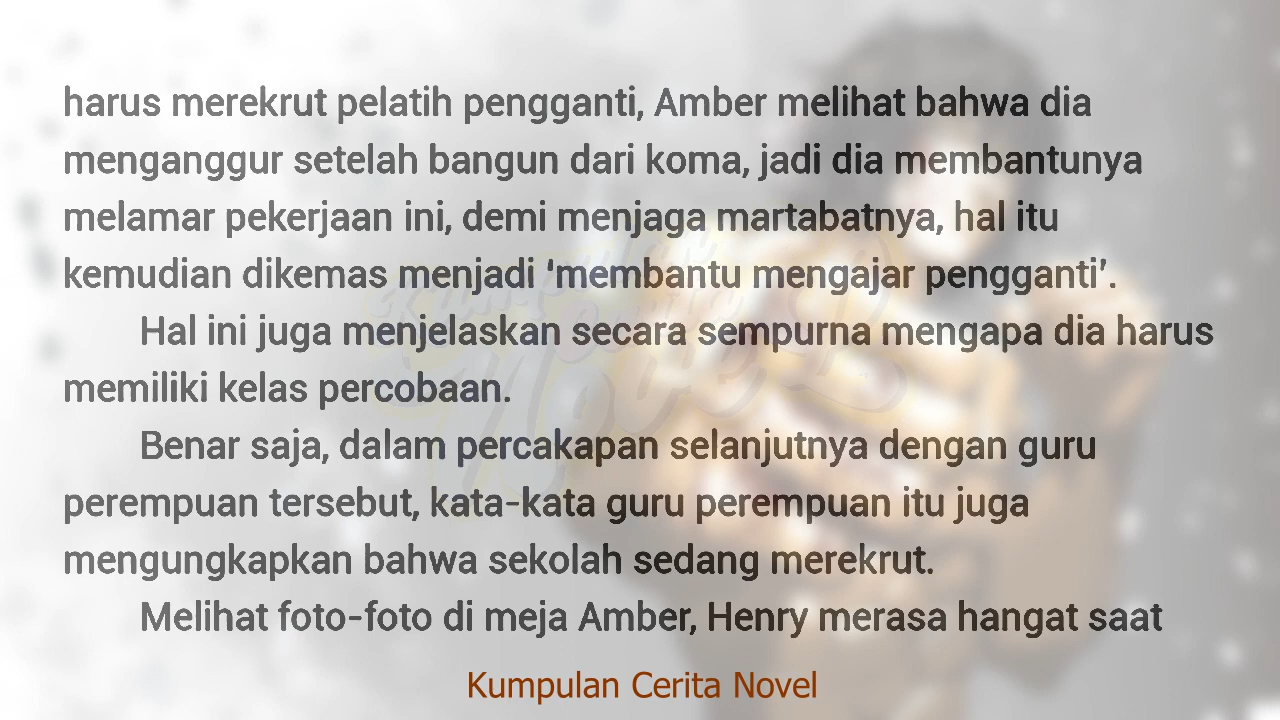 harus merekrut pelatih pengganti, Amber melihat bahwa dia
menganggur setelah bangun dari koma, jadi dia membantunya
melamar pekerjaan ini, demi menjaga martabatnya, hal itu
kemudian dikemas menjadi ‘membantu mengajar pengganti’.
Hal ini juga menjelaskan secara sempurna mengapa dia harus
memiliki kelas percobaan.
Benar saja, dalam percakapan selanjutnya dengan guru
perempuan tersebut, kata-kata guru perempuan itu juga
mengungkapkan bahwa sekolah sedang merekrut.
Melihat foto-foto di meja Amber, Henry merasa hangat saat
Kumpulan Cerita Novel